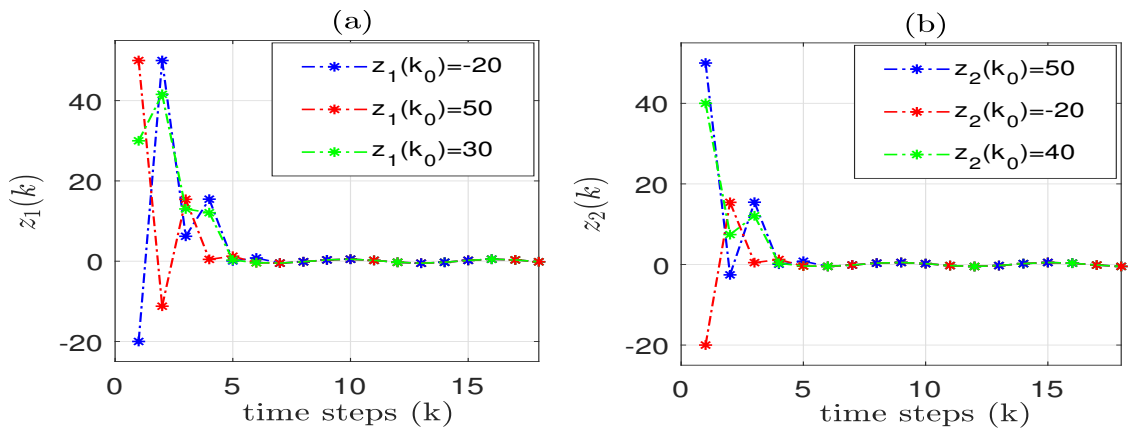 (a)
z₁(k)
40
20
0
-20
0
5
10
15
time steps (k)
z₁(k₀)=-20
z₁(k₀)=50
z₁(k₀)=30
(b)
z₂(k)
40
20
0
-20
0
5
10
15
time steps (k)
z₂(k₀)=50
z₂(k₀)=-20
z₂(k₀)=40